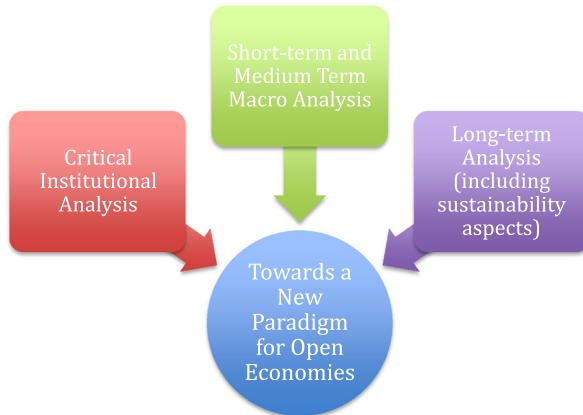 Short-term and
Medium Term
Macro Analysis
Critical
Institutional
Analysis
Long-term
Analysis
(including
sustainability
aspects)
Towards a
New
Paradigm
for Open
Economies